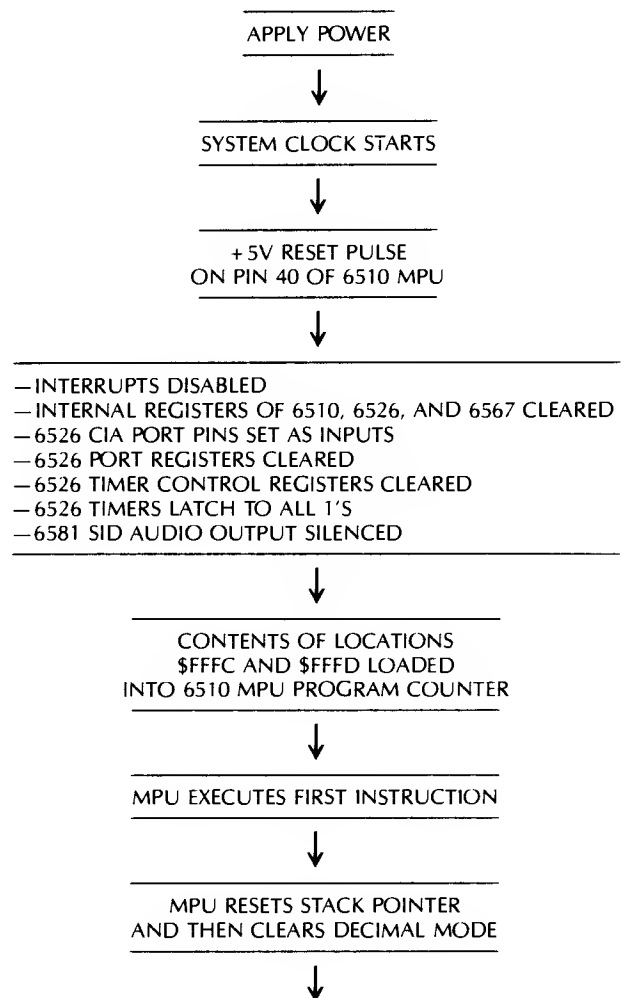 APPLY POWER
SYSTEM CLOCK STARTS
+5V RESET PULSE
ON PIN 40 OF 6510 MPU
—INTERRUPTS DISABLED
—INTERNAL REGISTERS OF 6510, 6526, AND 6567 CLEARED
—6526 CIA PORT PINS SET AS INPUTS
—6526 PORT REGISTERS CLEARED
—6526 TIMER CONTROL REGISTERS CLEARED
—6526 TIMERS LATCH TO ALL 1'S
—6581 SID AUDIO OUTPUT SILENCED
CONTENTS OF LOCATIONS
$FFFC AND $FFFD LOADED
INTO 6510 MPU PROGRAM COUNTER
MPU EXECUTES FIRST INSTRUCTION
MPU RESETS STACK POINTER
AND THEN CLEARS DECIMAL MODE